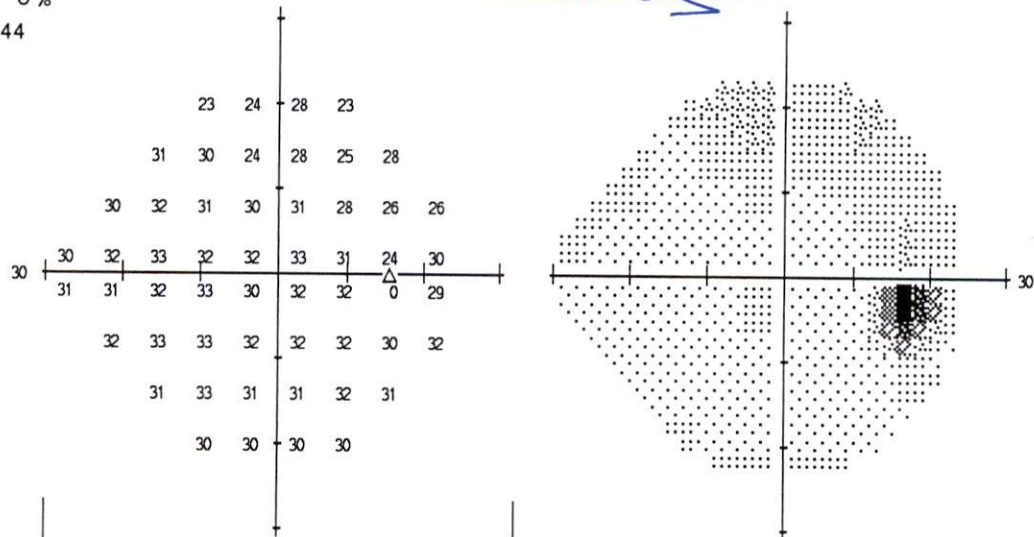 0%
44
23 24 28 23
31 30 24 28 25 28
30 32 31 30 31 28 26 26
30 32 33 32 32 33 31 24 30
30 30
31 31 32 33 30 32 32 0 29
32 33 33 32 32 32 30 32
31 33 31 31 32 31
30 30 30 30